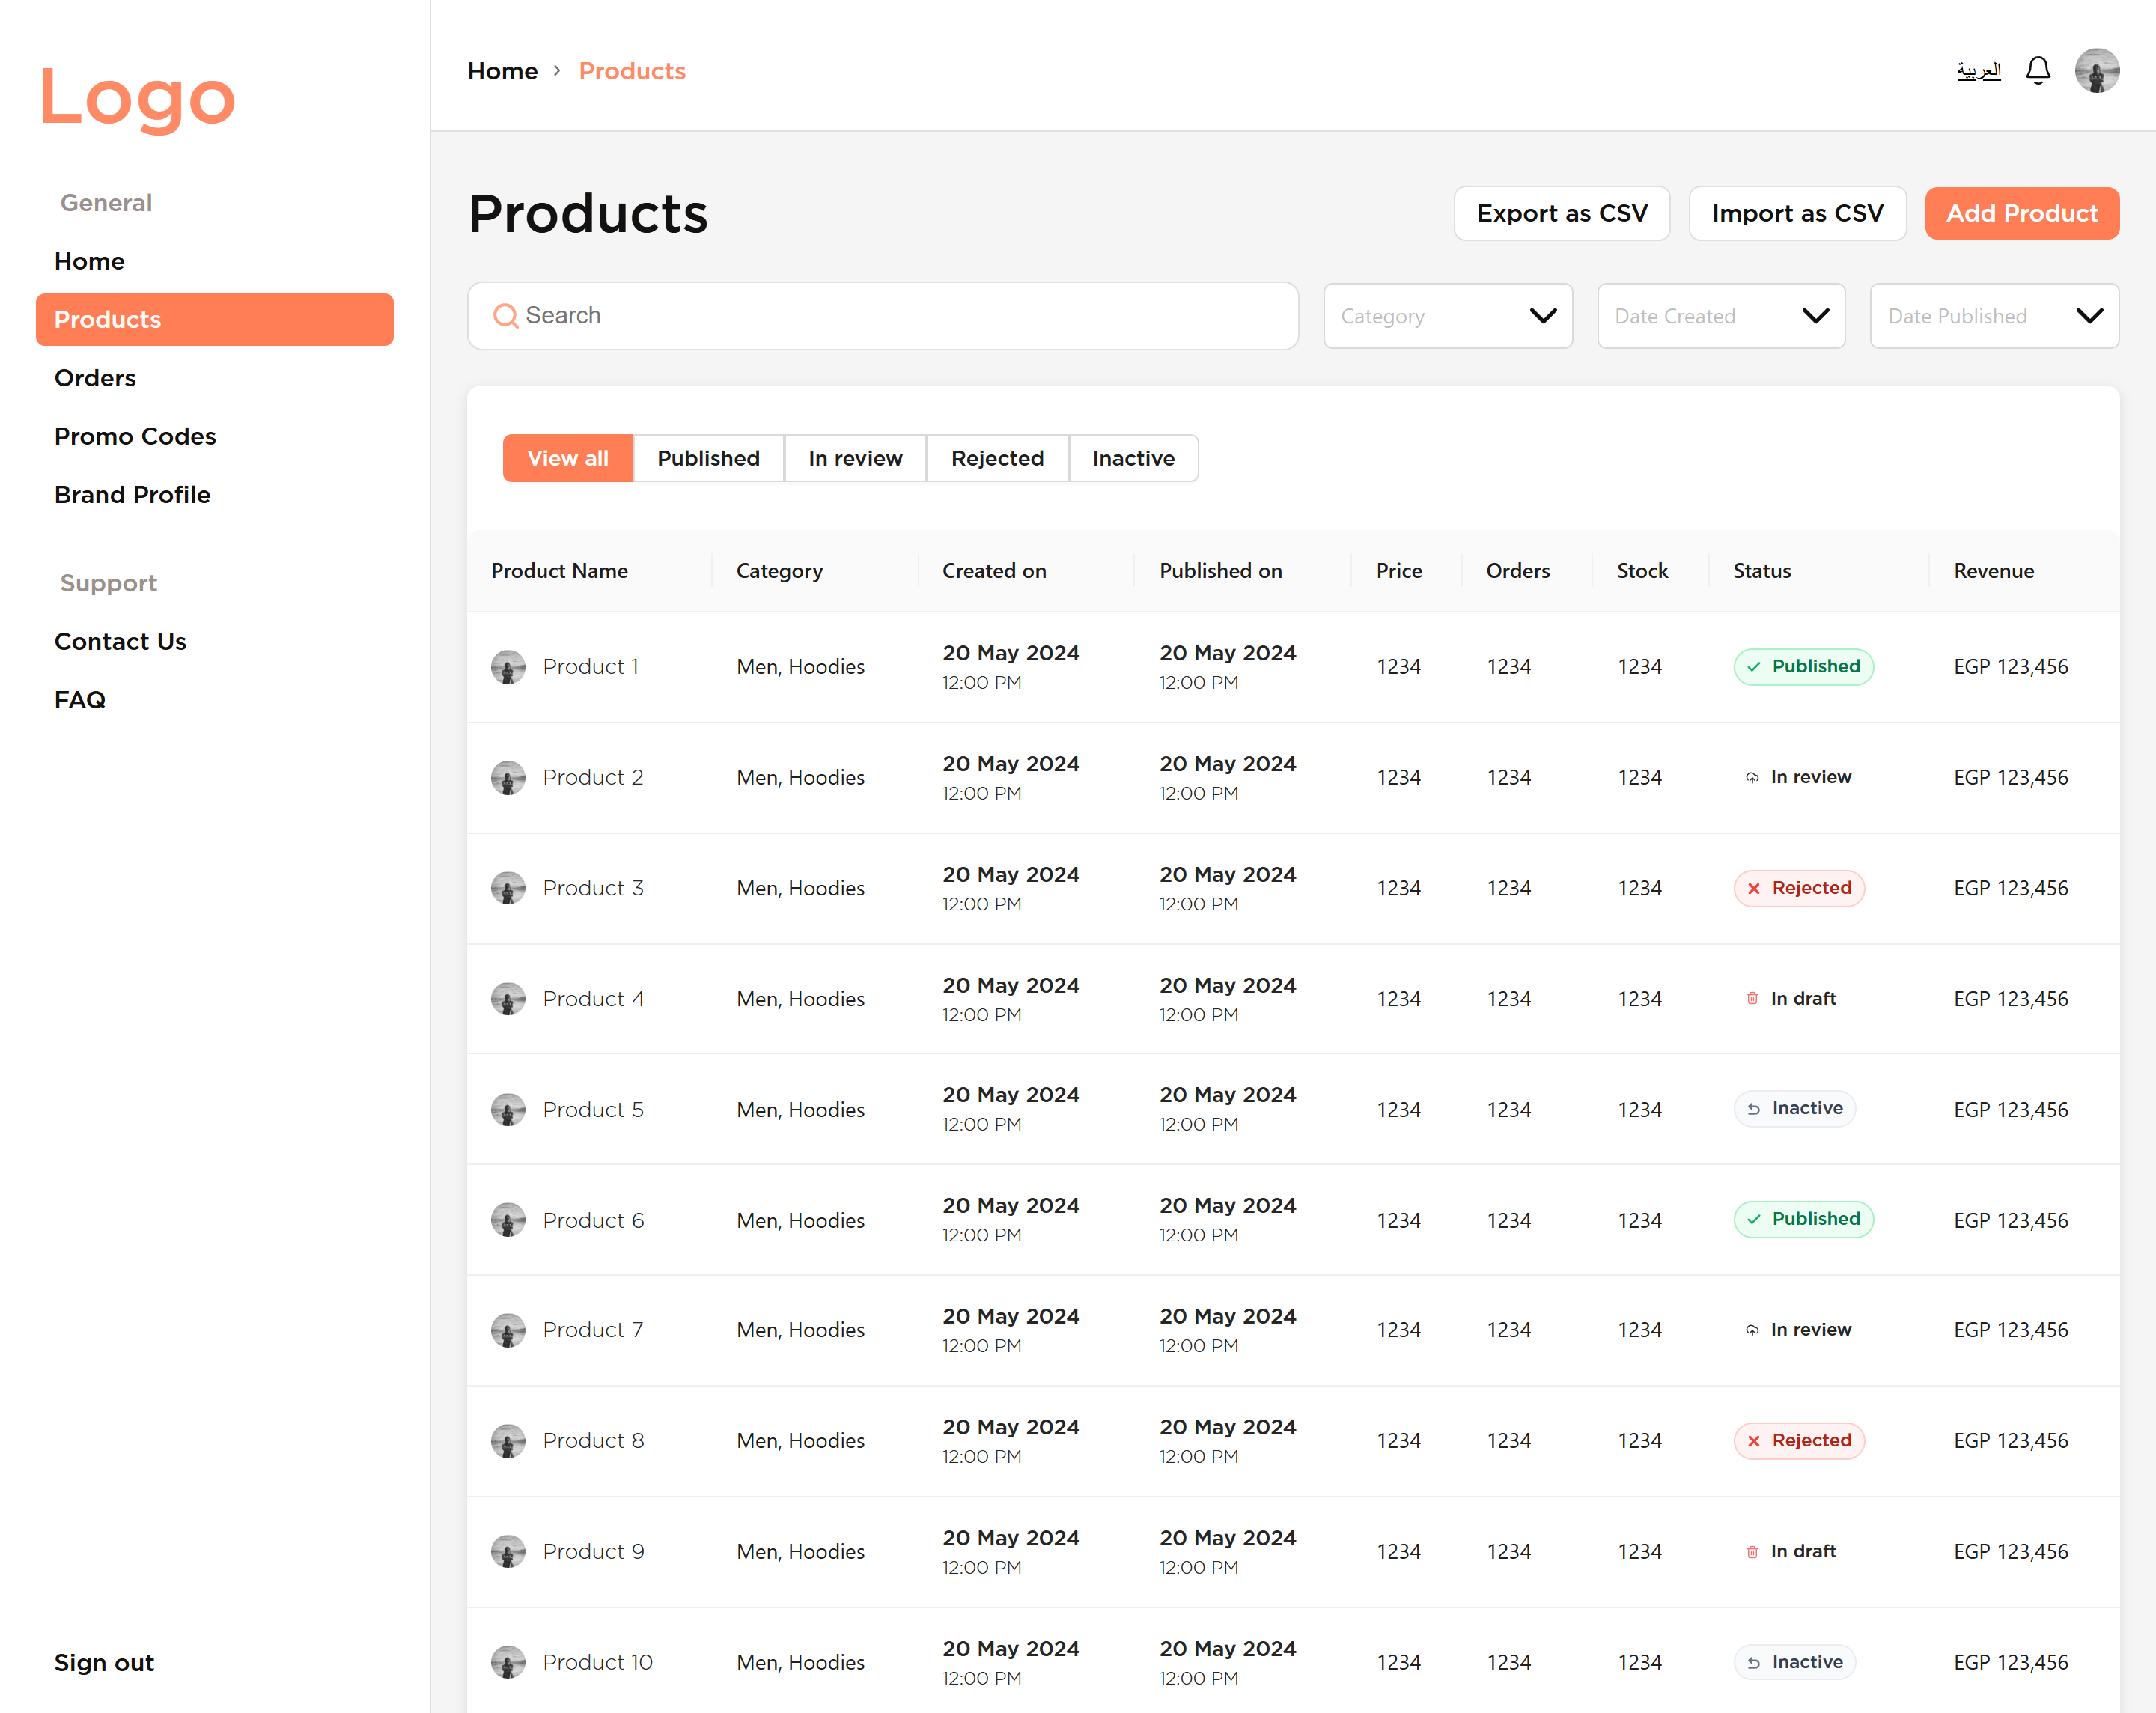 Logo
General
Home
Products
Orders
Promo Codes
Brand Profile
Support
Contact Us
FAQ
Sign out
Home › Products
العربية
Products
Export as CSV Import as CSV Add Product
Search Category Date Created Date Published
View all Published In review Rejected Inactive
Product Name Category Created on Published on Price Orders Stock Status Revenue
Product 1 Men, Hoodies 20 May 2024 12:00 PM 20 May 2024 12:00 PM 1234 1234 1234 Published EGP 123,456
Product 2 Men, Hoodies 20 May 2024 12:00 PM 20 May 2024 12:00 PM 1234 1234 1234 In review EGP 123,456
Product 3 Men, Hoodies 20 May 2024 12:00 PM 20 May 2024 12:00 PM 1234 1234 1234 Rejected EGP 123,456
Product 4 Men, Hoodies 20 May 2024 12:00 PM 20 May 2024 12:00 PM 1234 1234 1234 In draft EGP 123,456
Product 5 Men, Hoodies 20 May 2024 12:00 PM 20 May 2024 12:00 PM 1234 1234 1234 Inactive EGP 123,456
Product 6 Men, Hoodies 20 May 2024 12:00 PM 20 May 2024 12:00 PM 1234 1234 1234 Published EGP 123,456
Product 7 Men, Hoodies 20 May 2024 12:00 PM 20 May 2024 12:00 PM 1234 1234 1234 In review EGP 123,456
Product 8 Men, Hoodies 20 May 2024 12:00 PM 20 May 2024 12:00 PM 1234 1234 1234 Rejected EGP 123,456
Product 9 Men, Hoodies 20 May 2024 12:00 PM 20 May 2024 12:00 PM 1234 1234 1234 In draft EGP 123,456
Product 10 Men, Hoodies 20 May 2024 12:00 PM 20 May 2024 12:00 PM 1234 1234 1234 Inactive EGP 123,456